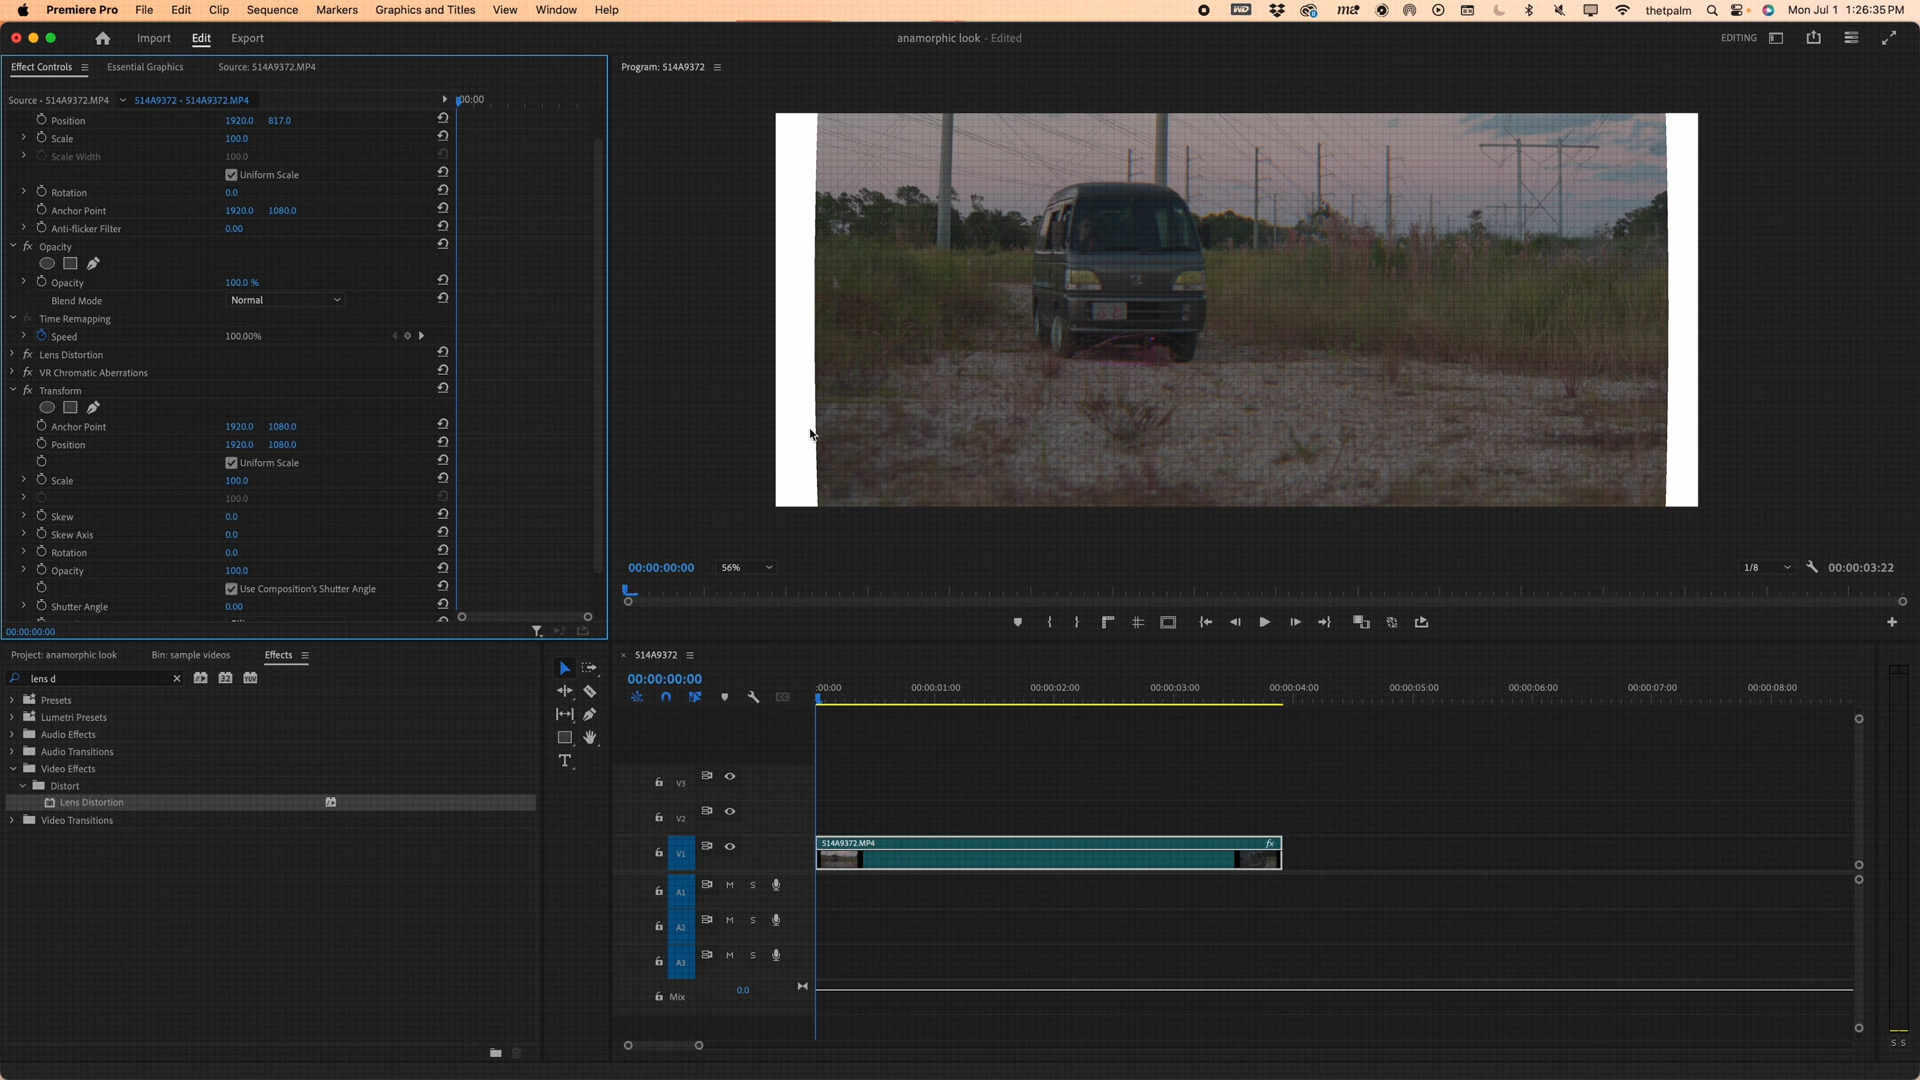 Premiere Pro File Edit Clip Sequence Markers Graphics and Titles View Window Help
thetpalm Mon Jul 1 1:26:35 PM
Import Edit Export
anamorphic look - Edited
EDITING
Effect Controls Essential Graphics Source: 514A9372.MP4
Program: 514A9372
Source • 514A9372.MP4 514A9372 • 514A9372.MP4
:00:00
Position 1920.0 817.0
Scale 100.0
Scale Width 100.0
Uniform Scale
Rotation 0.0
Anchor Point 1920.0 1080.0
Anti-flicker Filter 0.00
fx Opacity
Opacity 100.0 %
Blend Mode Normal
fx Time Remapping
Speed 100.00%
fx Lens Distortion
fx VR Chromatic Aberrations
fx Transform
Anchor Point 1920.0 1080.0
Position 1920.0 1080.0
Uniform Scale
Scale 100.0
100.0
Skew 0.0
Skew Axis 0.0
Rotation 0.0
Opacity 100.0
Use Composition's Shutter Angle
Shutter Angle 0.00
00:00:00:00
00:00:00:00 56% 1/8 00:00:03:22
Project: anamorphic look Bin: sample videos Effects
lens d
32 YUV
Presets
Lumetri Presets
Audio Effects
Audio Transitions
Video Effects
Distort
Lens Distortion
Video Transitions
T
514A9372
00:00:00:00
:00:00 00:00:01:00 00:00:02:00 00:00:03:00 00:00:04:00 00:00:05:00 00:00:06:00 00:00:07:00 00:00:08:00
V3
V2
V1
514A9372.MP4 fx
A1 M S
A2 M S
A3 M S
Mix 0.0
S S